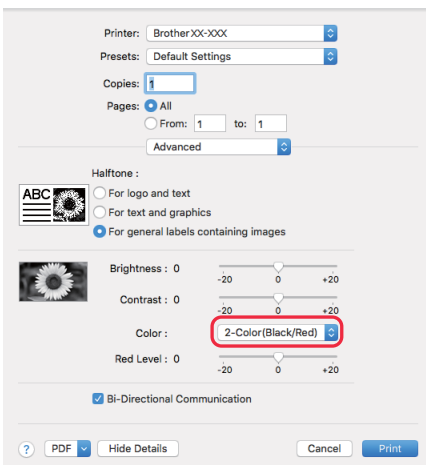 Printer: Brother XX-XXX
Presets: Default Settings
Copies: 1
Pages: All
From: 1 to: 1
Advanced
Halftone :
ABC
For logo and text
For text and graphics
For general labels containing images
Brightness : 0
-20 0 +20
Contrast : 0
-20 0 +20
Color : 2-Color(Black/Red)
Red Level : 0
-20 0 +20
Bi-Directional Communication
? PDF Hide Details Cancel Print